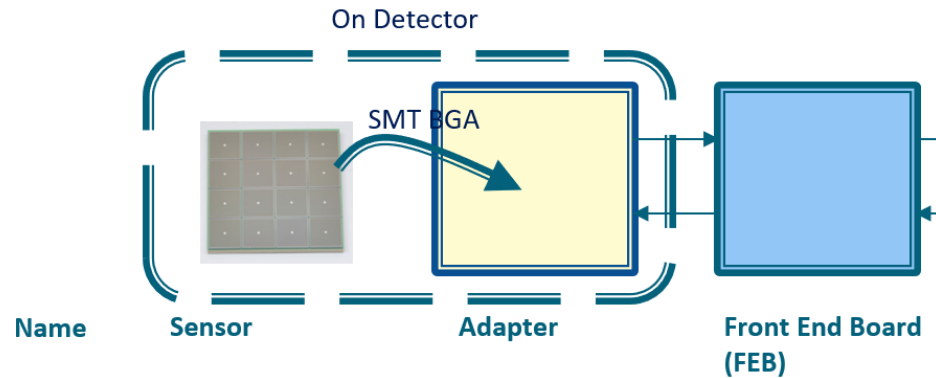 On Detector
SMT BGA
Name
Sensor
Adapter
Front End Board
(FEB)